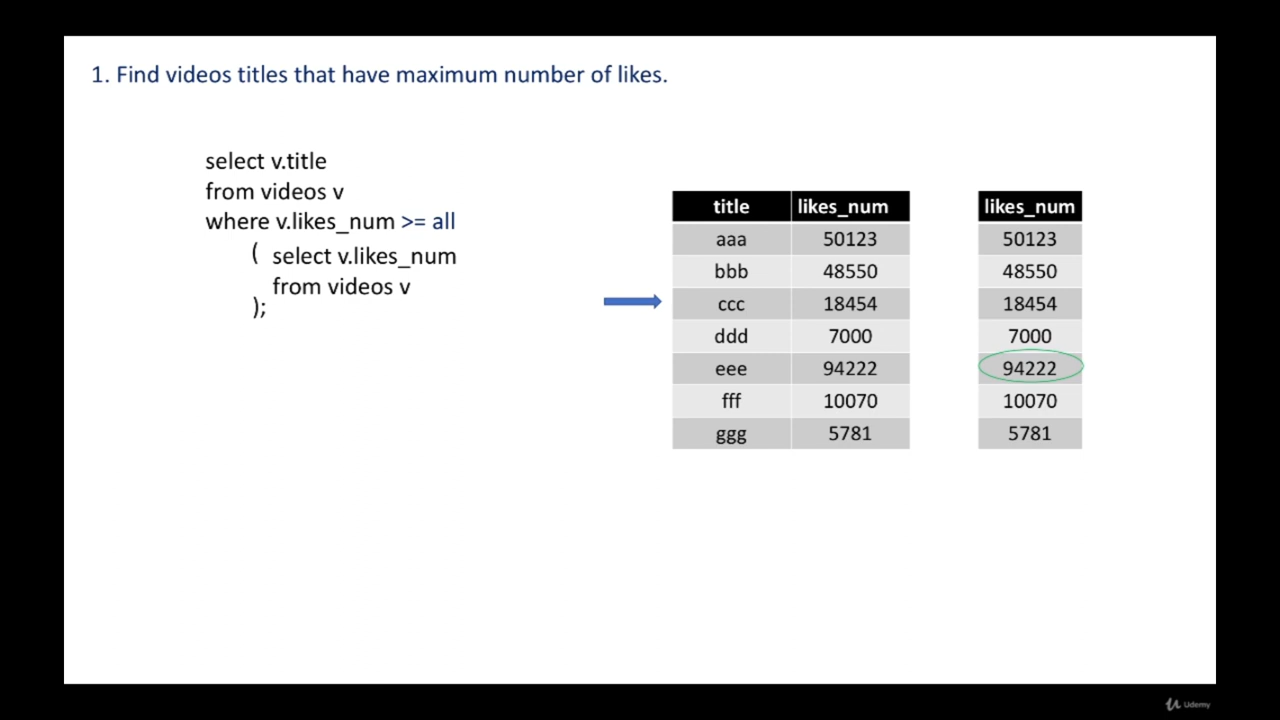 1. Find videos titles that have maximum number of likes.
select v.title
from videos v
where v.likes_num >= all
( select v.likes_num
from videos v
);
title likes_num
aaa 50123
bbb 48550
ccc 18454
ddd 7000
eee 94222
fff 10070
ggg 5781
likes_num
50123
48550
18454
7000
94222
10070
5781
Udemy